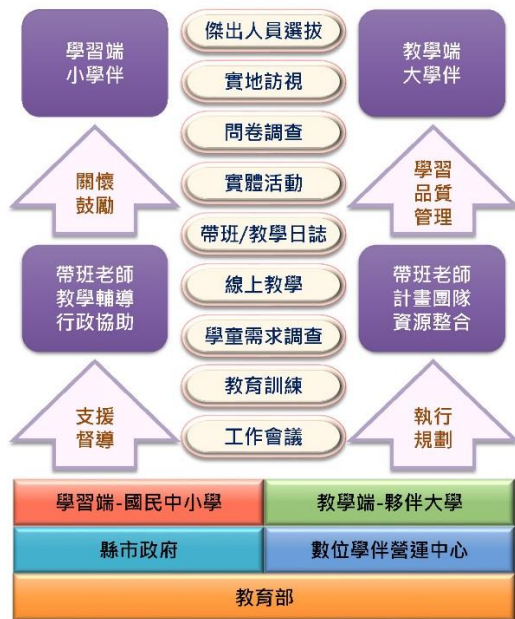 學習端
小學伴
傑出人員選拔
實地訪視
問卷調查
實體活動
帶班/教學日誌
線上教學
學童需求調查
教育訓練
工作會議
教學端
大學伴
關懷
鼓勵
學習
品質
管理
帶班老師
教學輔導
行政協助
帶班老師
計畫團隊
資源整合
支援
督導
執行
規劃
學習端-國民中小學
教學端-夥伴大學
縣市政府
數位學伴營運中心
教育部